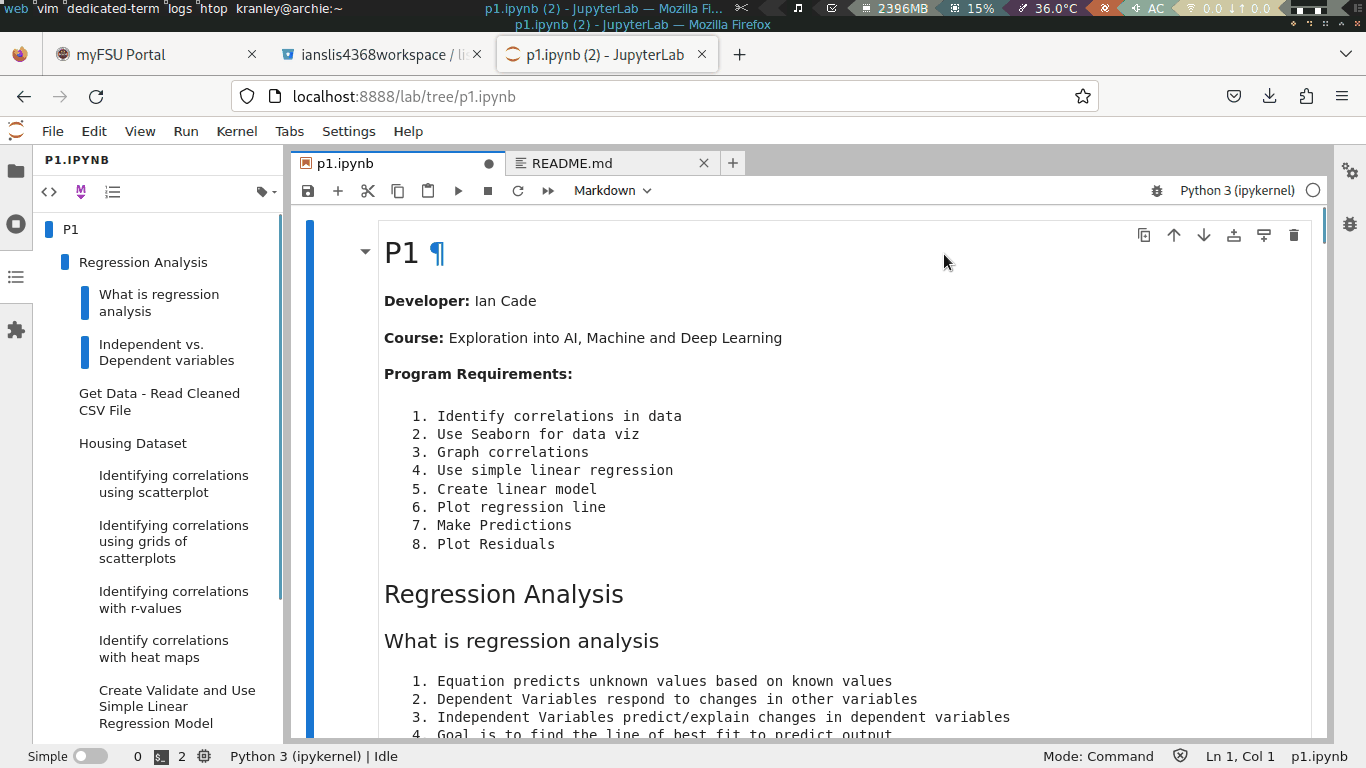 web vim dedicated-term logs htop kranley@archie:~ p1.ipynb (2) - JupyterLab — Mozilla Fi... 2396MB 15% 36.0°C AC 0.0 ↓↑ 0.0
p1.ipynb (2) - JupyterLab — Mozilla Firefox
myFSU Portal
ianslis4368workspace / li
p1.ipynb (2) - JupyterLab
localhost:8888/lab/tree/p1.ipynb
File Edit View Run Kernel Tabs Settings Help
P1.IPYNB
p1.ipynb
README.md
Markdown
Python 3 (ipykernel)
P1
Regression Analysis
What is regression
analysis
Independent vs.
Dependent variables
Get Data - Read Cleaned
CSV File
Housing Dataset
Identifying correlations
using scatterplot
Identifying correlations
using grids of
scatterplots
Identifying correlations
with r-values
Identify correlations
with heat maps
Create Validate and Use
Simple Linear
Regression Model
P1 ¶
Developer: Ian Cade
Course: Exploration into AI, Machine and Deep Learning
Program Requirements:
1. Identify correlations in data
2. Use Seaborn for data viz
3. Graph correlations
4. Use simple linear regression
5. Create linear model
6. Plot regression line
7. Make Predictions
8. Plot Residuals
Regression Analysis
What is regression analysis
1. Equation predicts unknown values based on known values
2. Dependent Variables respond to changes in other variables
3. Independent Variables predict/explain changes in dependent variables
4. Goal is to find the line of best fit to predict output
Simple 0 2 Python 3 (ipykernel) | Idle Mode: Command Ln 1, Col 1 p1.ipynb